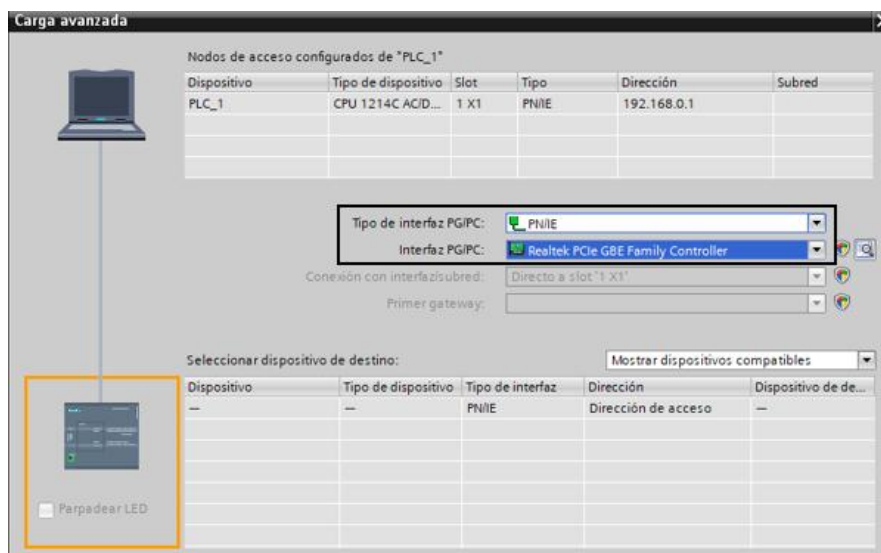 Carga avanzada
Nodos de acceso configurados de "PLC_1"
Dispositivo Tipo de dispositivo Slot Tipo Dirección Subred
PLC_1 CPU 1214C AC/D... 1 X1 PN/IE 192.168.0.1
Tipo de interfaz PG/PC: PN/IE
Interfaz PG/PC: Realtek PCIe GBE Family Controller
Conexión con interfaz/subred: Directo a slot '1 X1'
Primer gateway:
Seleccionar dispositivo de destino: Mostrar dispositivos compatibles
Dispositivo Tipo de dispositivo Tipo de interfaz Dirección Dispositivo de de...
— — PN/IE Dirección de acceso —
Parpadear LED